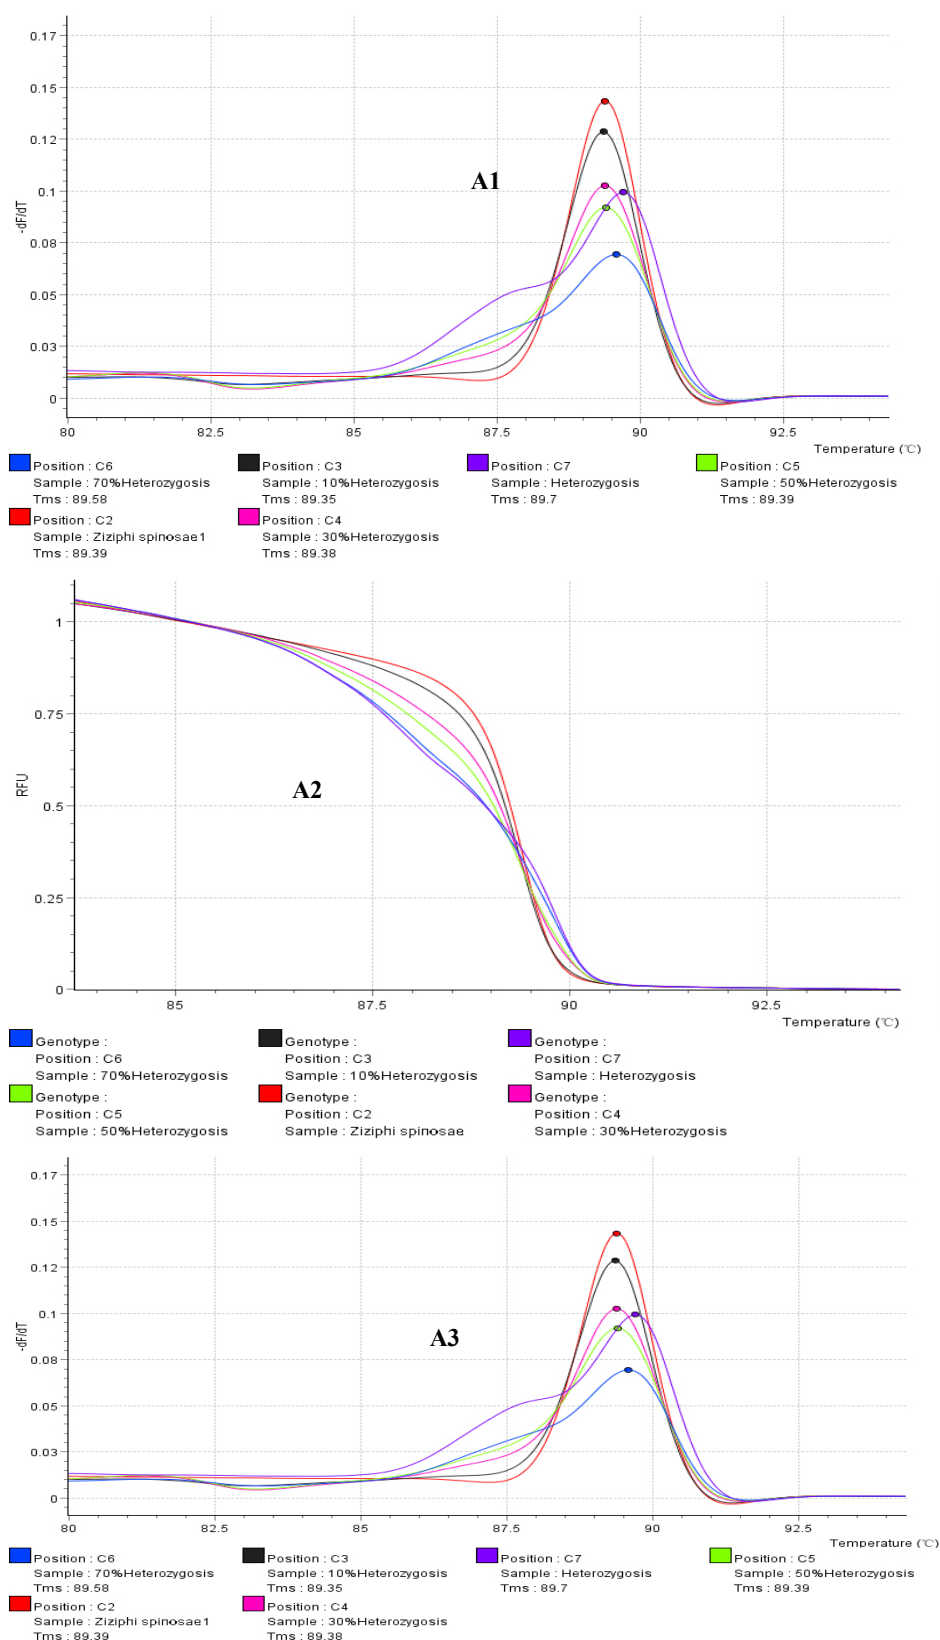 0.17
0.15
0.12
0.1
0.08
0.05
0.03
0
-dF/dT
A1
80
82.5
85
87.5
90
92.5
Temperature (℃)
Position : C6
Sample : 70%Heterozygosis
Tms : 89.58
Position : C3
Sample : 10%Heterozygosis
Tms : 89.35
Position : C7
Sample : Heterozygosis
Tms : 89.7
Position : C5
Sample : 50%Heterozygosis
Tms : 89.39
Position : C2
Sample : Ziziphi spinosae1
Tms : 89.39
Position : C4
Sample : 30%Heterozygosis
Tms : 89.38
1
0.75
0.5
0.25
0
RFU
A2
85
87.5
90
92.5
Temperature (℃)
Genotype :
Position : C6
Sample : 70%Heterozygosis
Genotype :
Position : C3
Sample : 10%Heterozygosis
Genotype :
Position : C7
Sample : Heterozygosis
Genotype :
Position : C5
Sample : 50%Heterozygosis
Genotype :
Position : C2
Sample : Ziziphi spinosae
Genotype :
Position : C4
Sample : 30%Heterozygosis
0.17
0.15
0.12
0.1
0.08
0.05
0.03
0
-dF/dT
A3
80
82.5
85
87.5
90
92.5
Temperature (℃)
Position : C6
Sample : 70%Heterozygosis
Tms : 89.58
Position : C3
Sample : 10%Heterozygosis
Tms : 89.35
Position : C7
Sample : Heterozygosis
Tms : 89.7
Position : C5
Sample : 50%Heterozygosis
Tms : 89.39
Position : C2
Sample : Ziziphi spinosae1
Tms : 89.39
Position : C4
Sample : 30%Heterozygosis
Tms : 89.38